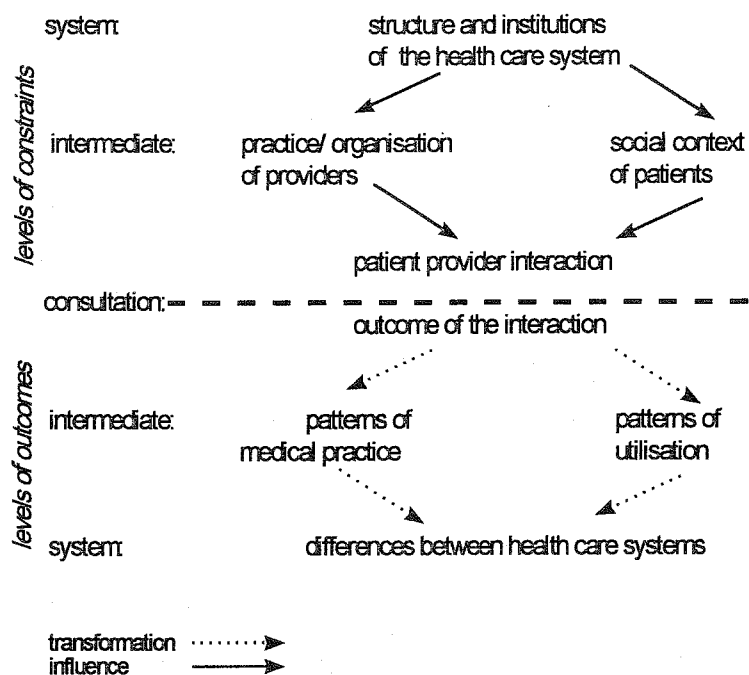 system:
structure and institutions
of the health care system
levels of constraints
intermediate:
practice/ organisation
of providers
social context
of patients
patient provider interaction
consultation:
outcome of the interaction
levels of outcomes
intermediate:
patterns of
medical practice
patterns of
utilisation
system:
differences between health care systems
transformation
influence